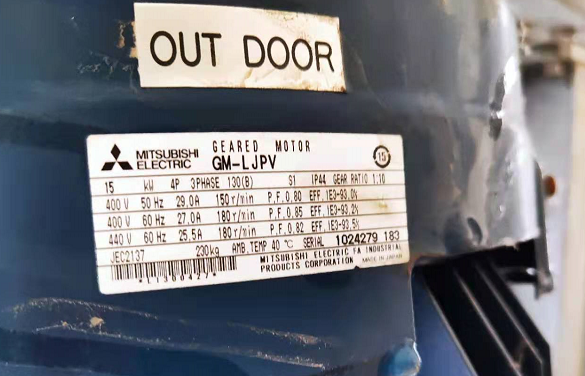 OUT DOOR
MITSUBISHI ELECTRIC GEARED MOTOR GM-LJPV 15
15 kW 4P 3PHASE 130(B) S1 IP44 GEAR RATIO 1:10
400 V 50 Hz 29.0A 150 r/min P.F.0.80 EFF.IE3-93.0%
400 V 60 Hz 27.0A 180 r/min P.F.0.85 EFF.IE3-93.2%
440 V 60 Hz 25.5A 180 r/min P.F.0.82 EFF.IE3-93.5%
JEC2137 230kg AMB.TEMP 40 ℃ SERIAL 1024279 183
MITSUBISHI ELECTRIC FA INDUSTRIAL
PRODUCTS CORPORATION MADE IN JAPAN